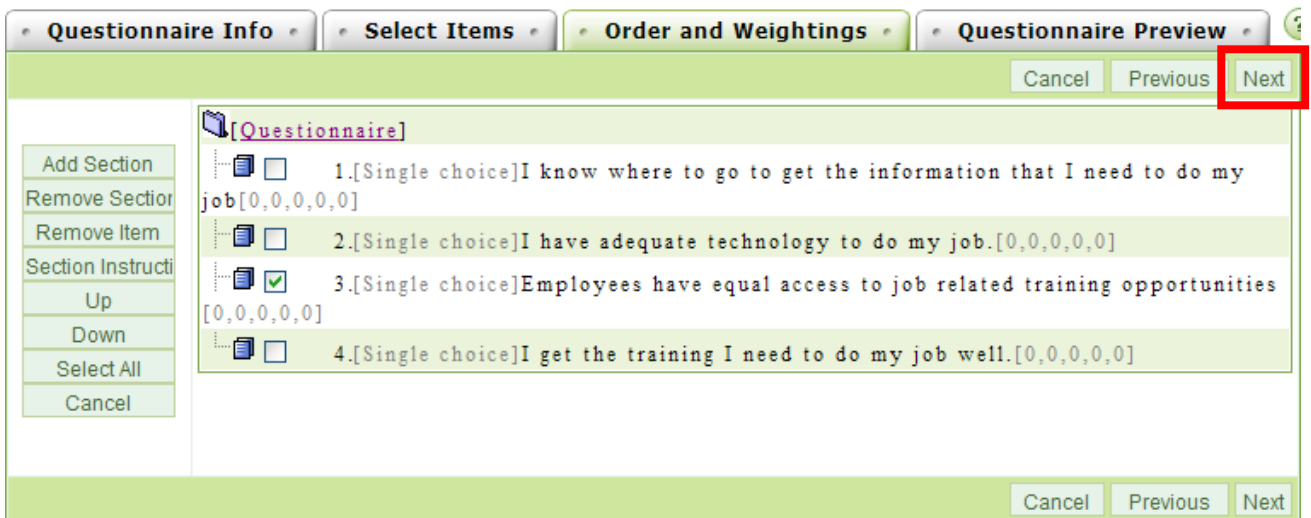 Questionnaire Info Select Items Order and Weightings Questionnaire Preview ?
Cancel Previous Next
[Questionnaire]
Add Section
Remove Section
Remove Item
Section Instructi
Up
Down
Select All
Cancel
1.[Single choice]I know where to go to get the information that I need to do my
job[0,0,0,0,0]
2.[Single choice]I have adequate technology to do my job.[0,0,0,0,0]
3.[Single choice]Employees have equal access to job related training opportunities
[0,0,0,0,0]
4.[Single choice]I get the training I need to do my job well.[0,0,0,0,0]
Cancel Previous Next